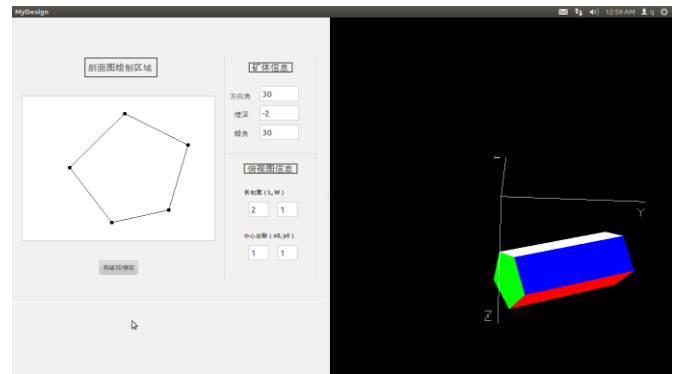 MyDesign
12:59 AM
q
剖面图绘制区域
矿体信息
方向角 30
埋深 -2
倾角 30
俯视图信息
长和宽 ( L, W )
2 1
中心坐标 ( x0, y0 )
1 1
构建3D模型
Y
Z